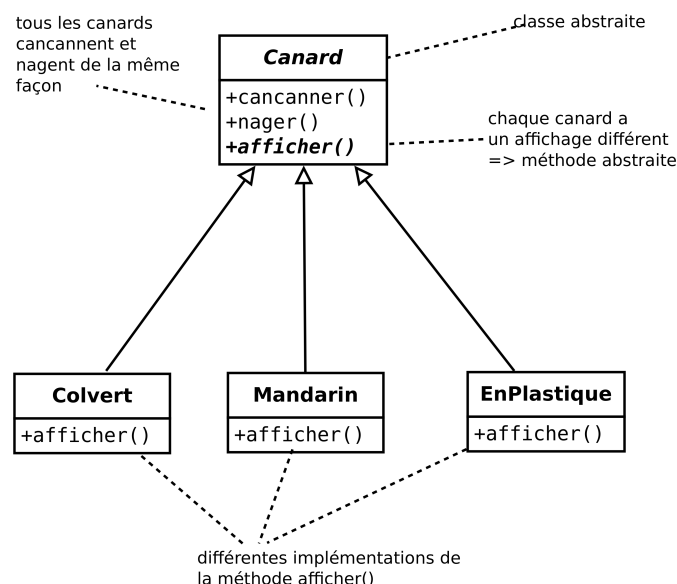 tous les canards
cancannent et
nagent de la même
façon
classe abstraite
Canard
+cancanner()
+nager()
+afficher()
chaque canard a
un affichage différent
=> méthode abstraite
Colvert
+afficher()
Mandarin
+afficher()
EnPlastique
+afficher()
différentes implémentations de
la méthode afficher()